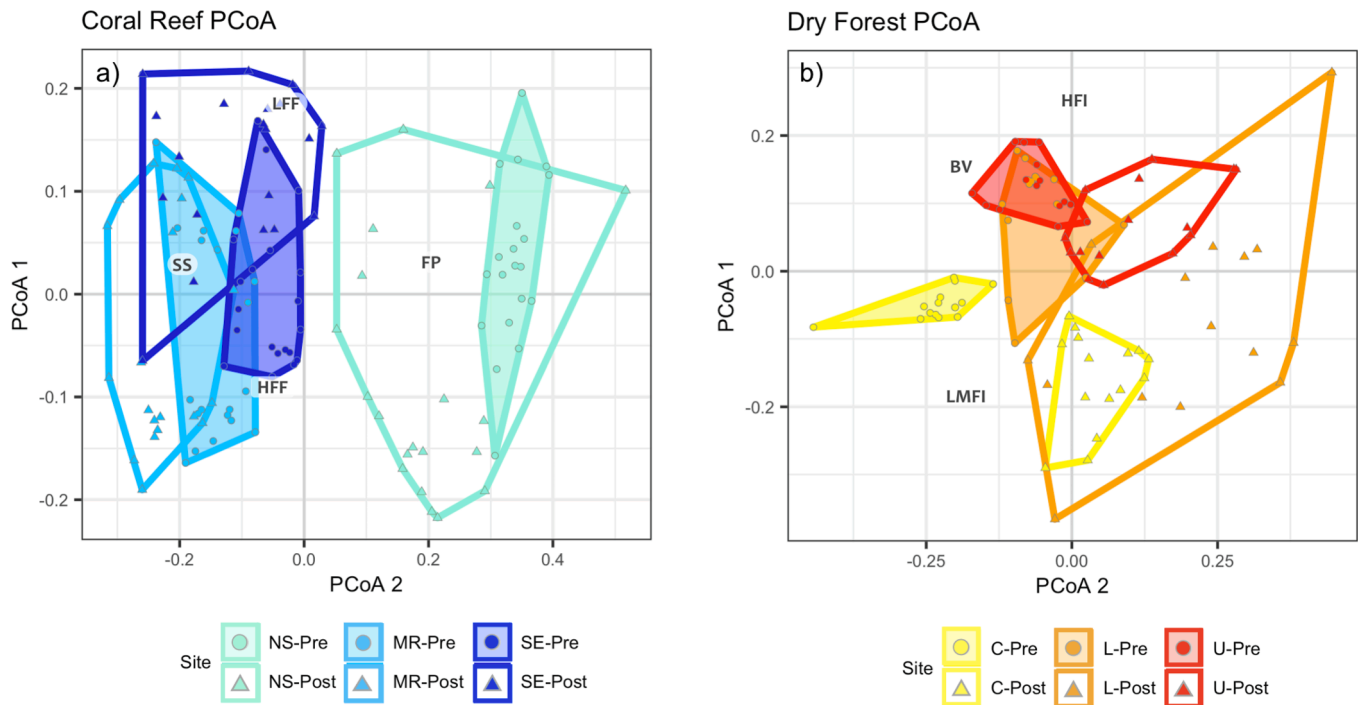 Coral Reef PCoA
a)
LFF
SS
FP
HFF
0.2
0.1
0.0
-0.1
-0.2
PCoA 1
-0.2 0.0 0.2 0.4
PCoA 2
Site
NS-Pre MR-Pre SE-Pre
NS-Post MR-Post SE-Post
Dry Forest PCoA
b)
HFI
BV
LMFI
0.2
0.0
-0.2
PCoA 1
-0.25 0.00 0.25
PCoA 2
Site
C-Pre L-Pre U-Pre
C-Post L-Post U-Post